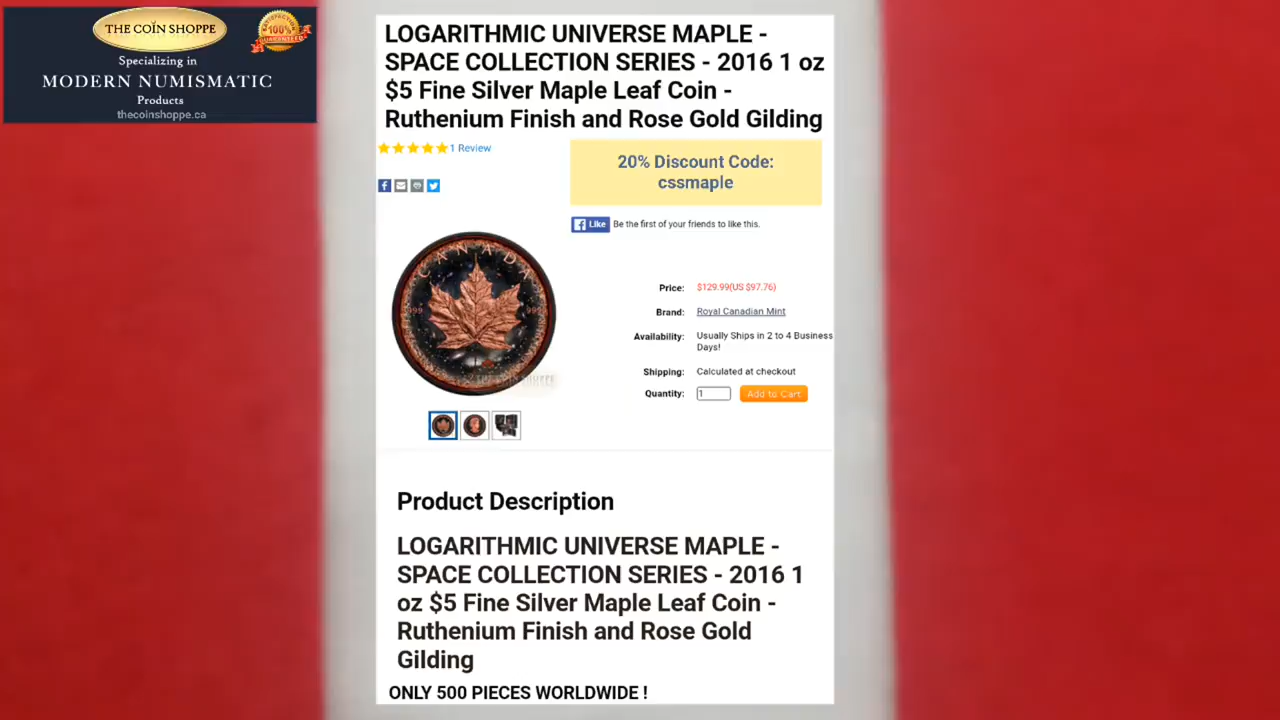 THE COIN SHOPPE
SATISFACTION
100%
GUARANTEED
Specializing in
MODERN NUMISMATIC
Products
thecoinshoppe.ca
LOGARITHMIC UNIVERSE MAPLE -
SPACE COLLECTION SERIES - 2016 1 oz
$5 Fine Silver Maple Leaf Coin -
Ruthenium Finish and Rose Gold Gilding
1 Review
20% Discount Code:
cssmaple
Like Be the first of your friends to like this.
CANADA
Price: $129.99(US $97.76)
Brand: Royal Canadian Mint
Availability: Usually Ships in 2 to 4 Business
Days!
Shipping: Calculated at checkout
Quantity: 1 Add to Cart
Product Description
LOGARITHMIC UNIVERSE MAPLE -
SPACE COLLECTION SERIES - 2016 1
oz $5 Fine Silver Maple Leaf Coin -
Ruthenium Finish and Rose Gold
Gilding
ONLY 500 PIECES WORLDWIDE !